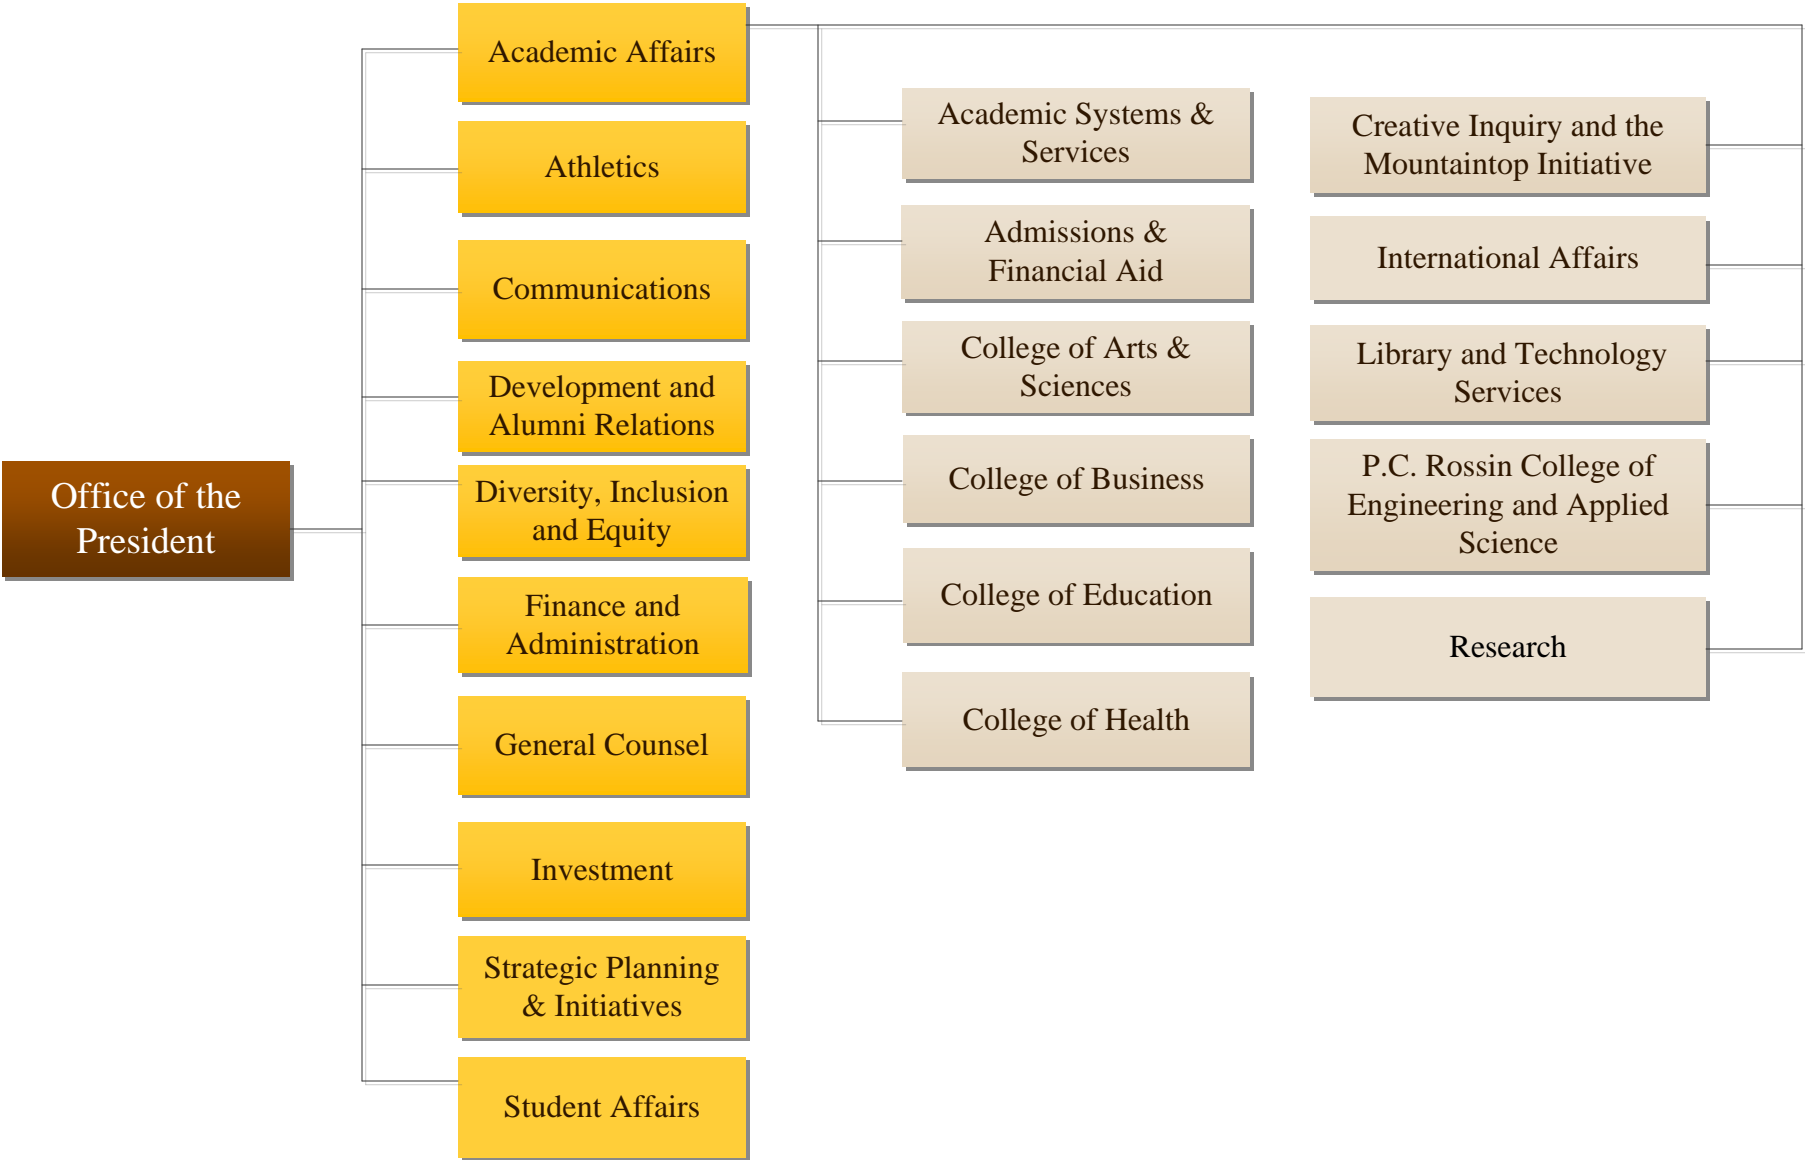 Office of the
President
Academic Affairs
Athletics
Communications
Development and
Alumni Relations
Diversity, Inclusion
and Equity
Finance and
Administration
General Counsel
Investment
Strategic Planning
& Initiatives
Student Affairs
Academic Systems &
Services
Admissions &
Financial Aid
College of Arts &
Sciences
College of Business
College of Education
College of Health
Creative Inquiry and the
Mountaintop Initiative
International Affairs
Library and Technology
Services
P.C. Rossin College of
Engineering and Applied
Science
Research